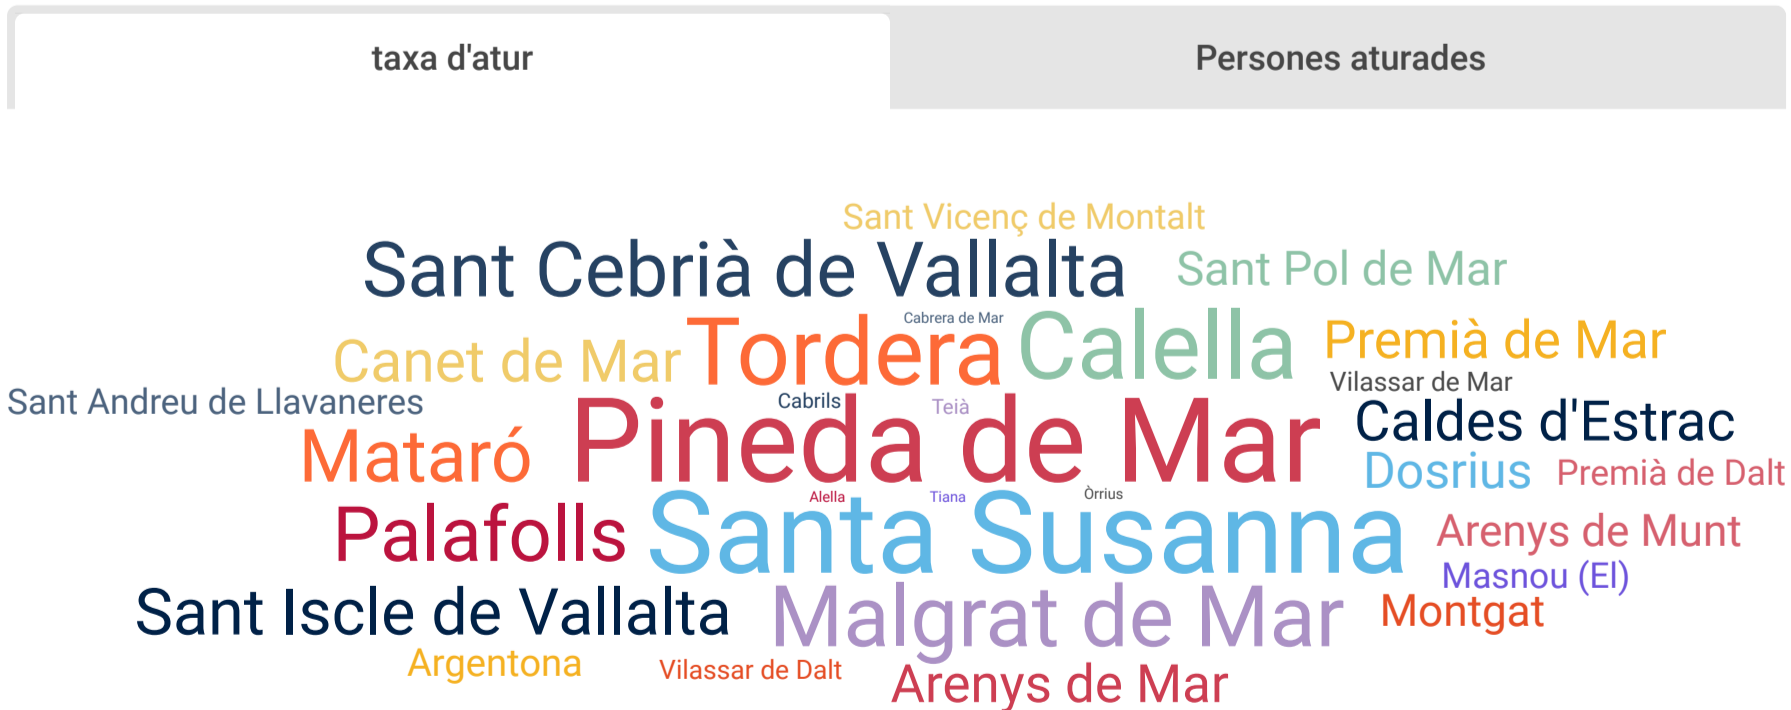 taxa d'atur
Persones aturades
Sant Vicenç de Montalt
Sant Cebrià de Vallalta
Sant Pol de Mar
Cabrera de Mar
Canet de Mar
Tordera
Calella
Premià de Mar
Vilassar de Mar
Sant Andreu de Llavaneres
Cabrils
Teià
Caldes d'Estrac
Mataró
Pineda de Mar
Dosrius
Premià de Dalt
Alella
Tiana
Òrrius
Palafolls
Santa Susanna
Arenys de Munt
Masnou (El)
Sant Iscle de Vallalta
Malgrat de Mar
Montgat
Argentona
Vilassar de Dalt
Arenys de Mar